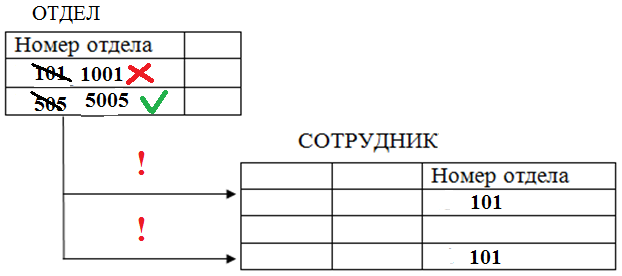 ОТДЕЛ
Номер отдела
101 1001
505 5005
!
СОТРУДНИК
Номер отдела
101
!
101